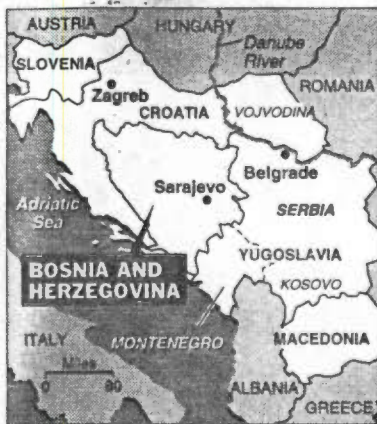 AUSTRIA
HUNGARY
Danube
River
SLOVENIA
ROMANIA
Zagreb
CROATIA
VOJVODINA
Belgrade
Adriatic
Sea
Sarajevo
SERBIA
YUGOSLAVIA
BOSNIA AND
HERZEGOVINA
KOSOVO
ITALY
MONTENEGRO
MACEDONIA
Miles
0 80
ALBANIA
GREECE